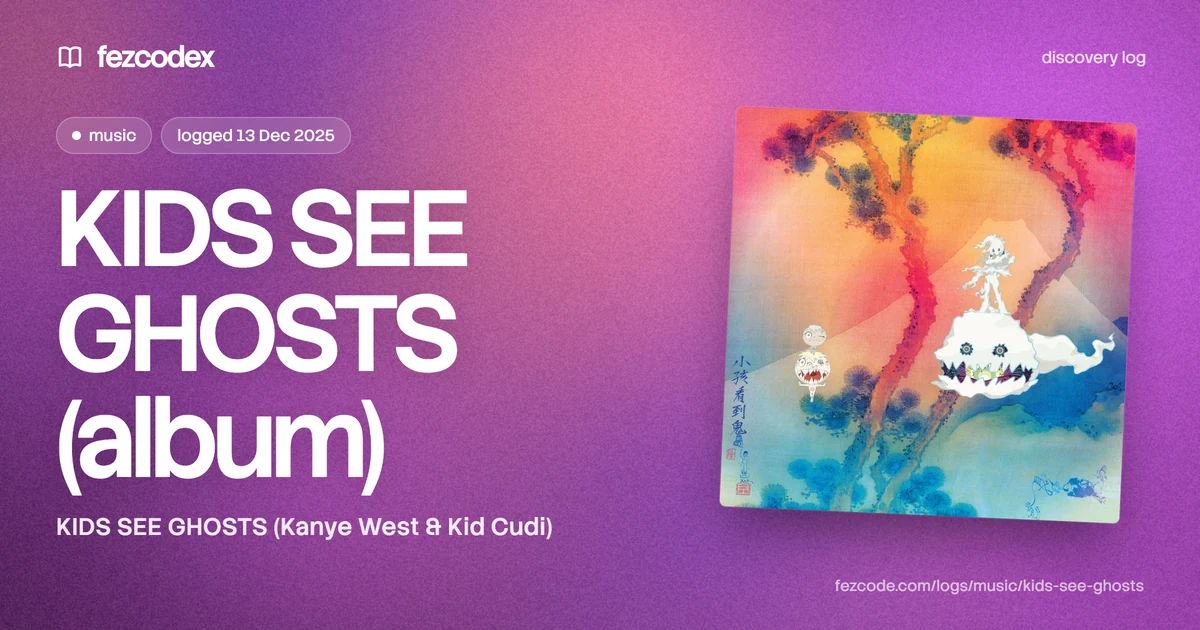 fezcodex
discovery log
music
logged 13 Dec 2025
KIDS SEE
GHOSTS
(album)
KIDS SEE GHOSTS (Kanye West & Kid Cudi)
小孩看到鬼
fezcode.com/logs/music/kids-see-ghosts